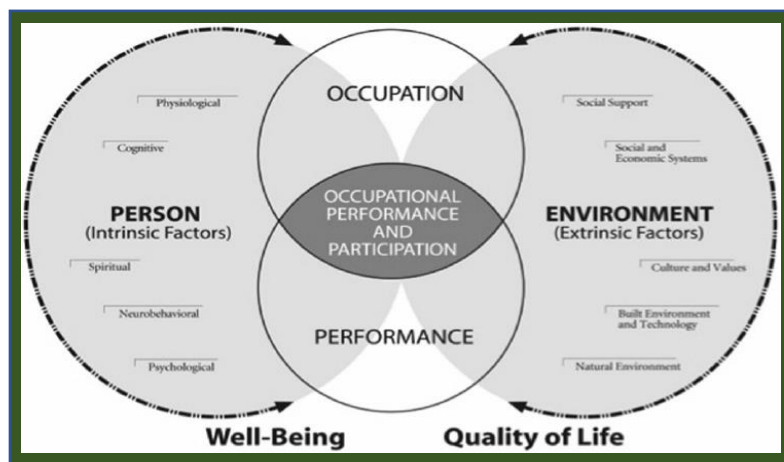 OCCUPATION
Physiological
Cognitive
PERSON
(Intrinsic Factors)
Spiritual
Neurobehavioral
Psychological
OCCUPATIONAL
PERFORMANCE
AND
PARTICIPATION
PERFORMANCE
Social Support
Social and
Economic Systems
ENVIRONMENT
(Extrinsic Factors)
Culture and Values
Built Environment
and Technology
Natural Environment
Well-Being
Quality of Life